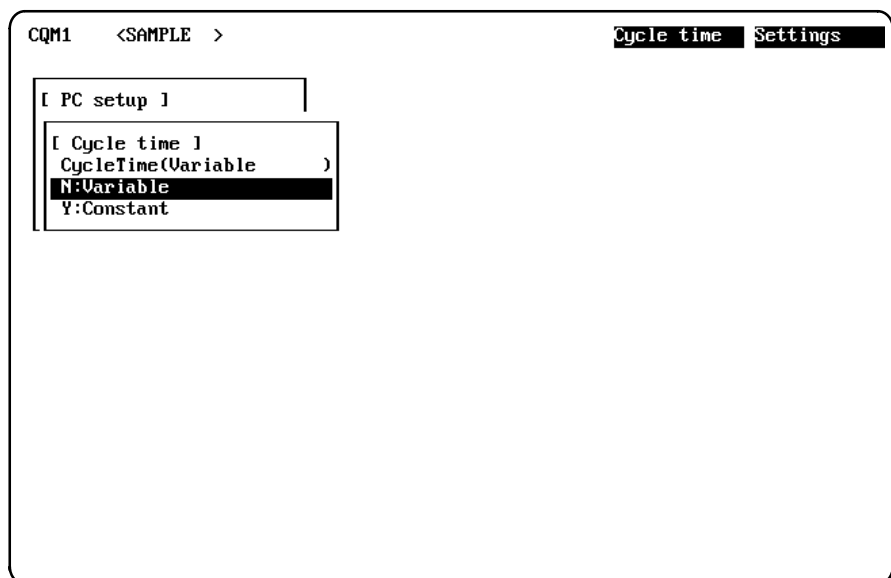 CQM1 <SAMPLE > Cycle time Settings
[ PC setup ]
[ Cycle time ]
CycleTime(Variable )
N:Variable
Y:Constant